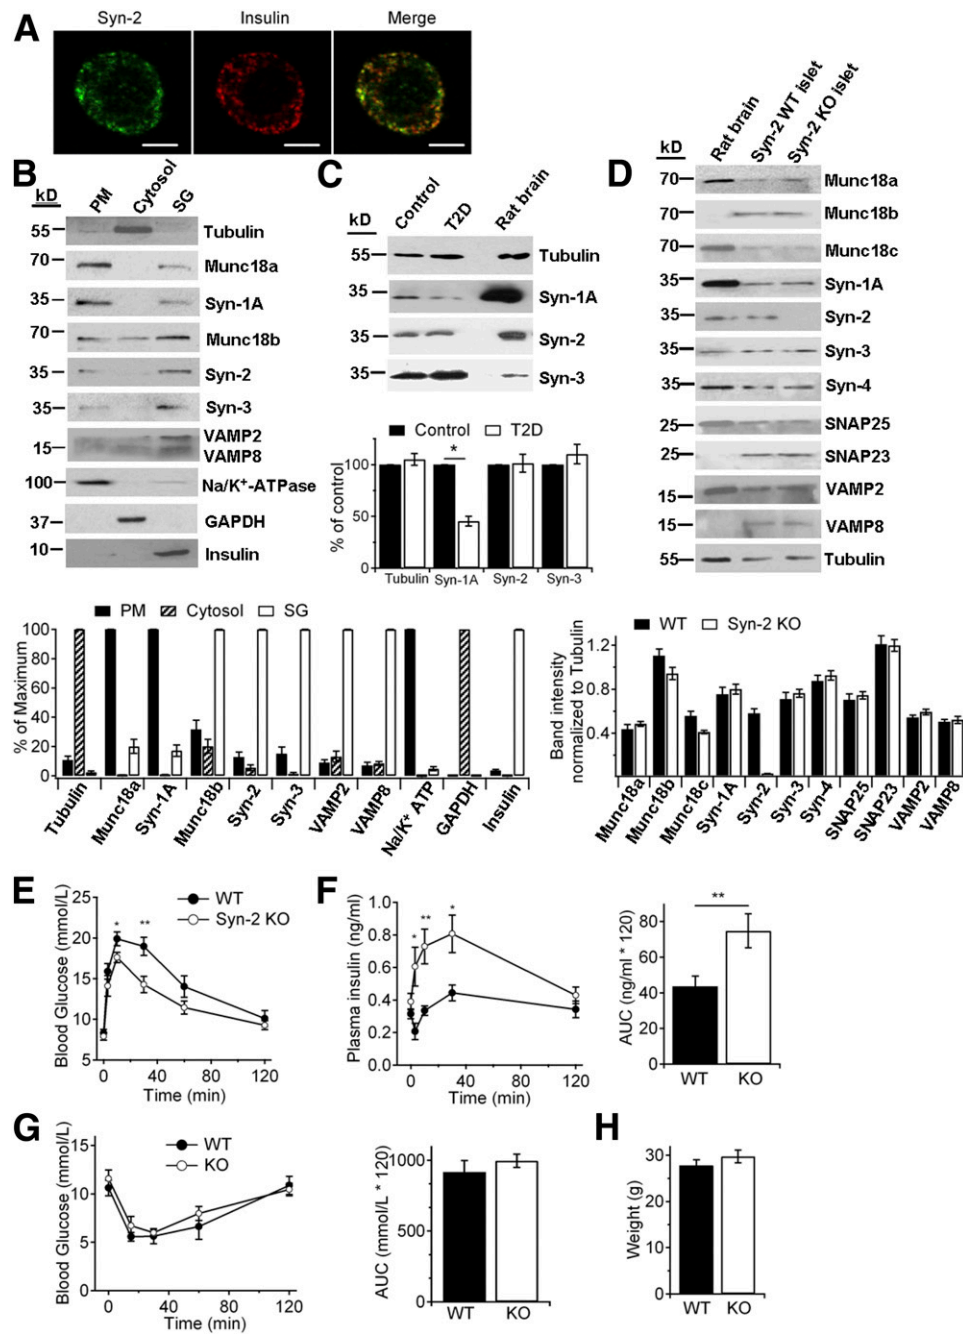 A
Syn-2 Insulin Merge
B
kD PM Cytosol SG
55 Tubulin
70 Munc18a
35 Syn-1A
70 Munc18b
35 Syn-2
35 Syn-3
VAMP2
15 VAMP8
100 Na/K⁺-ATPase
37 GAPDH
10 Insulin
PM Cytosol SG
% of Maximum
100
80
60
40
20
0
Tubulin Munc18a Syn-1A Munc18b Syn-2 Syn-3 VAMP2 VAMP8 Na/K⁺ ATP GAPDH Insulin
C
kD Control T2D Rat brain
55 Tubulin
35 Syn-1A
35 Syn-2
35 Syn-3
Control T2D
% of control
100
50
0
Tubulin Syn-1A Syn-2 Syn-3
*
D
kD Rat brain Syn-2 WT islet Syn-2 KO islet
70 Munc18a
70 Munc18b
70 Munc18c
35 Syn-1A
35 Syn-2
35 Syn-3
35 Syn-4
25 SNAP25
25 SNAP23
15 VAMP2
15 VAMP8
55 Tubulin
WT Syn-2 KO
Band intensity
normalized to Tubulin
1.2
0.8
0.4
Munc18a Munc18b Munc18c Syn-1A Syn-2 Syn-3 Syn-4 SNAP25 SNAP23 VAMP2 VAMP8
E
Blood Glucose (mmol/L)
25
20
15
10
5
WT
Syn-2 KO
* **
0 40 80 120
Time (min)
F
Plasma insulin (ng/ml)
1.0
0.8
0.6
0.4
0.2
* ** *
0 40 80 120
Time (min)
AUC (ng/ml * 120)
80
60
40
20
0
**
WT KO
G
Blood Glucose (mmol/L)
15
10
5
0
WT
KO
0 40 80 120
Time (min)
AUC (mmol/L * 120)
1000
500
0
WT KO
H
Weight (g)
30
20
10
0
WT KO